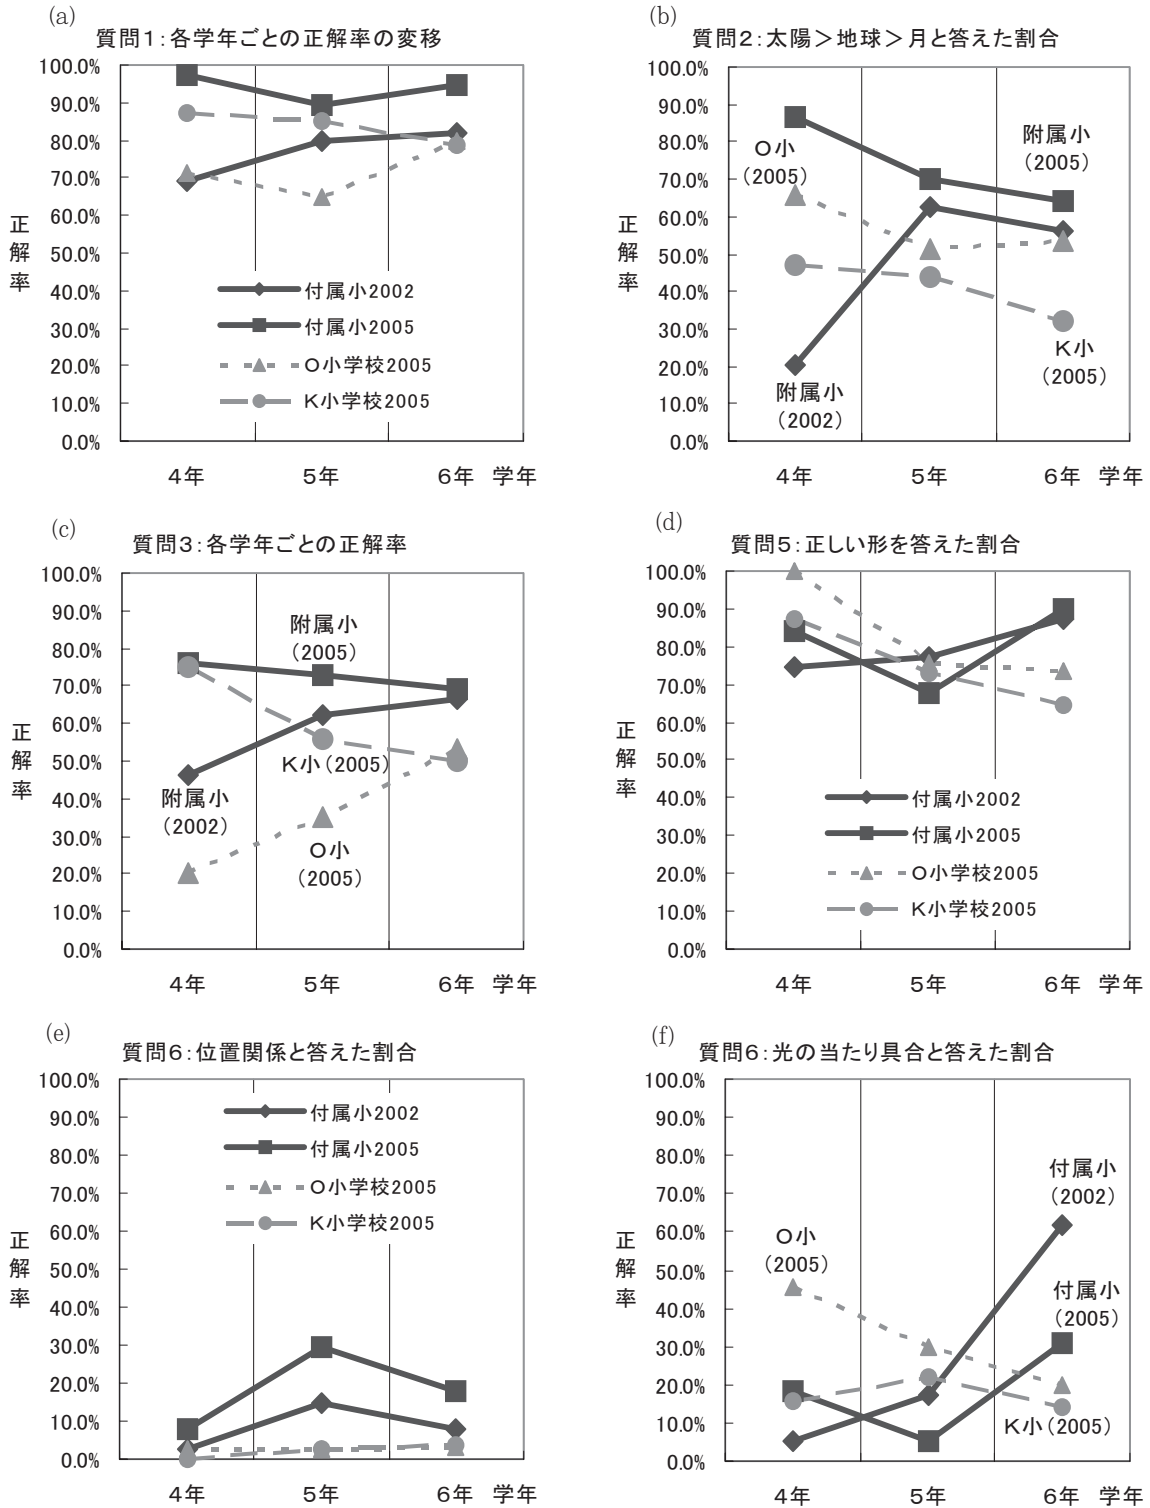 (a)
質問1:各学年ごとの正解率の変移
100.0%
90.0%
80.0%
70.0%
60.0%
50.0%
40.0%
30.0%
20.0%
10.0%
0.0%
正解率
付属小2002
付属小2005
O小学校2005
K小学校2005
4年 5年 6年 学年
(b)
質問2:太陽>地球>月と答えた割合
100.0%
90.0%
80.0%
70.0%
60.0%
50.0%
40.0%
30.0%
20.0%
10.0%
0.0%
正解率
O小
(2005)
附属小
(2005)
K小
(2005)
附属小
(2002)
4年 5年 6年 学年
(c)
質問3:各学年ごとの正解率
100.0%
90.0%
80.0%
70.0%
60.0%
50.0%
40.0%
30.0%
20.0%
10.0%
0.0%
正解率
附属小
(2005)
K小(2005)
附属小
(2002)
O小
(2005)
4年 5年 6年 学年
(d)
質問5:正しい形を答えた割合
100.0%
90.0%
80.0%
70.0%
60.0%
50.0%
40.0%
30.0%
20.0%
10.0%
0.0%
正解率
付属小2002
付属小2005
O小学校2005
K小学校2005
4年 5年 6年 学年
(e)
質問6:位置関係と答えた割合
100.0%
90.0%
80.0%
70.0%
60.0%
50.0%
40.0%
30.0%
20.0%
10.0%
0.0%
正解率
付属小2002
付属小2005
O小学校2005
K小学校2005
4年 5年 6年 学年
(f)
質問6:光の当たり具合と答えた割合
100.0%
90.0%
80.0%
70.0%
60.0%
50.0%
40.0%
30.0%
20.0%
10.0%
0.0%
正解率
付属小
(2002)
O小
(2005)
付属小
(2005)
K小(2005)
4年 5年 6年 学年